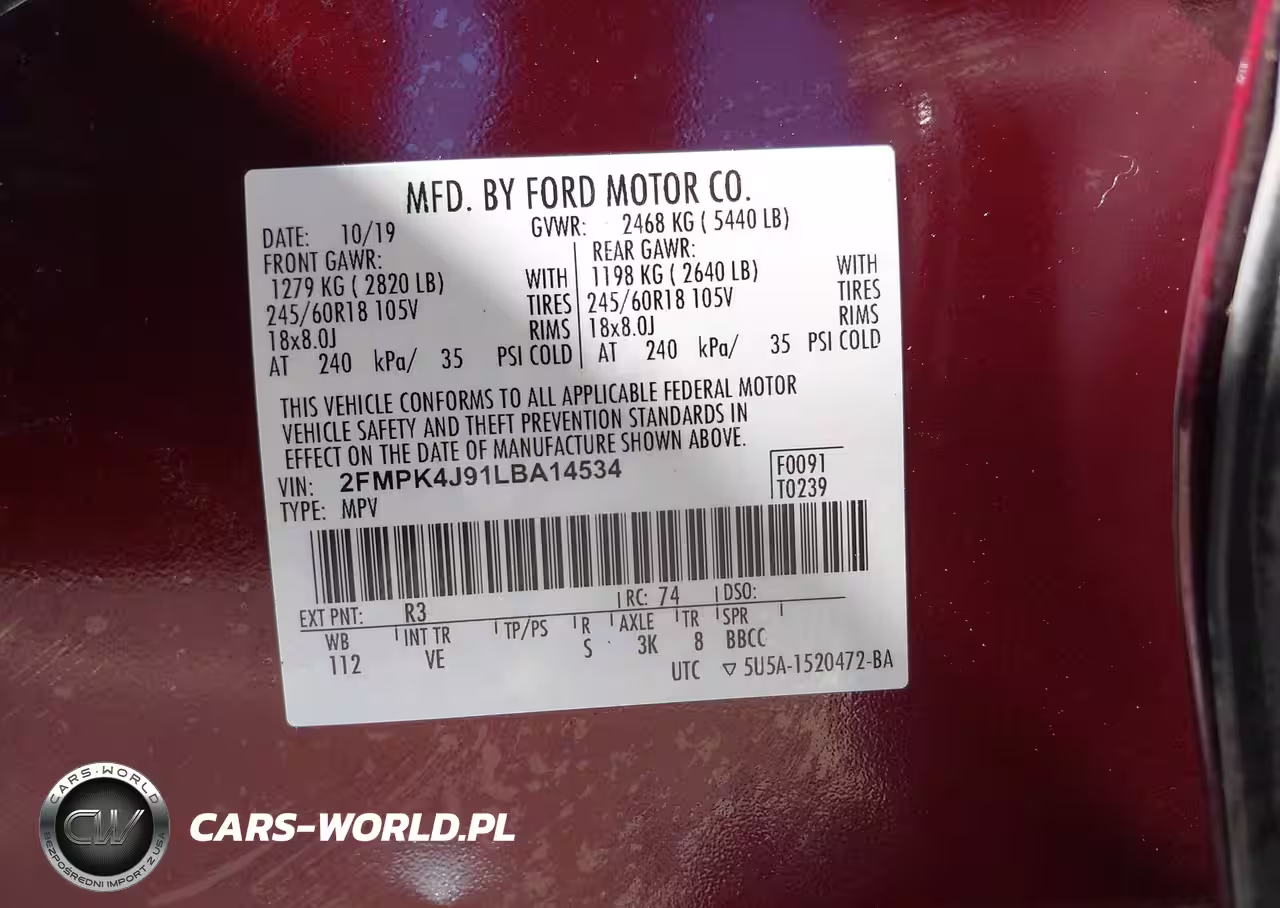 MFD. BY FORD MOTOR CO.
DATE: 10/19 GVWR: 2468 KG ( 5440 LB)
FRONT GAWR: REAR GAWR:
1279 KG ( 2820 LB) WITH 1198 KG ( 2640 LB) WITH
245/60R18 105V TIRES 245/60R18 105V TIRES
18x8.0J RIMS 18x8.0J RIMS
AT 240 kPa/ 35 PSI COLD AT 240 kPa/ 35 PSI COLD
THIS VEHICLE CONFORMS TO ALL APPLICABLE FEDERAL MOTOR
VEHICLE SAFETY AND THEFT PREVENTION STANDARDS IN
EFFECT ON THE DATE OF MANUFACTURE SHOWN ABOVE.
VIN: 2FMPK4J91LBA14534 F0091
TYPE: MPV T0239
EXT PNT: R3 RC: 74 DSO:
WB INT TR TP/PS R AXLE TR SPR
112 VE S 3K 8 BBCC
UTC ▽ 5U5A-1520472-BA
CARS-WORLD
CW
BEZPOŚREDNI IMPORT Z USA
CARS-WORLD.PL